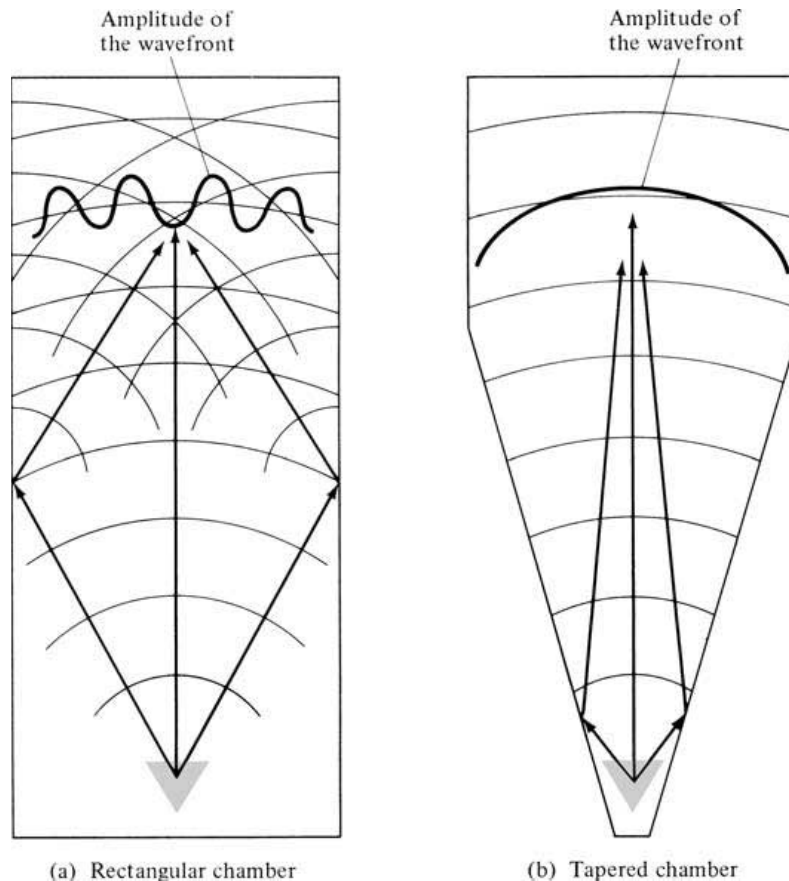 Amplitude of
the wavefront
Amplitude of
the wavefront
(a) Rectangular chamber
(b) Tapered chamber